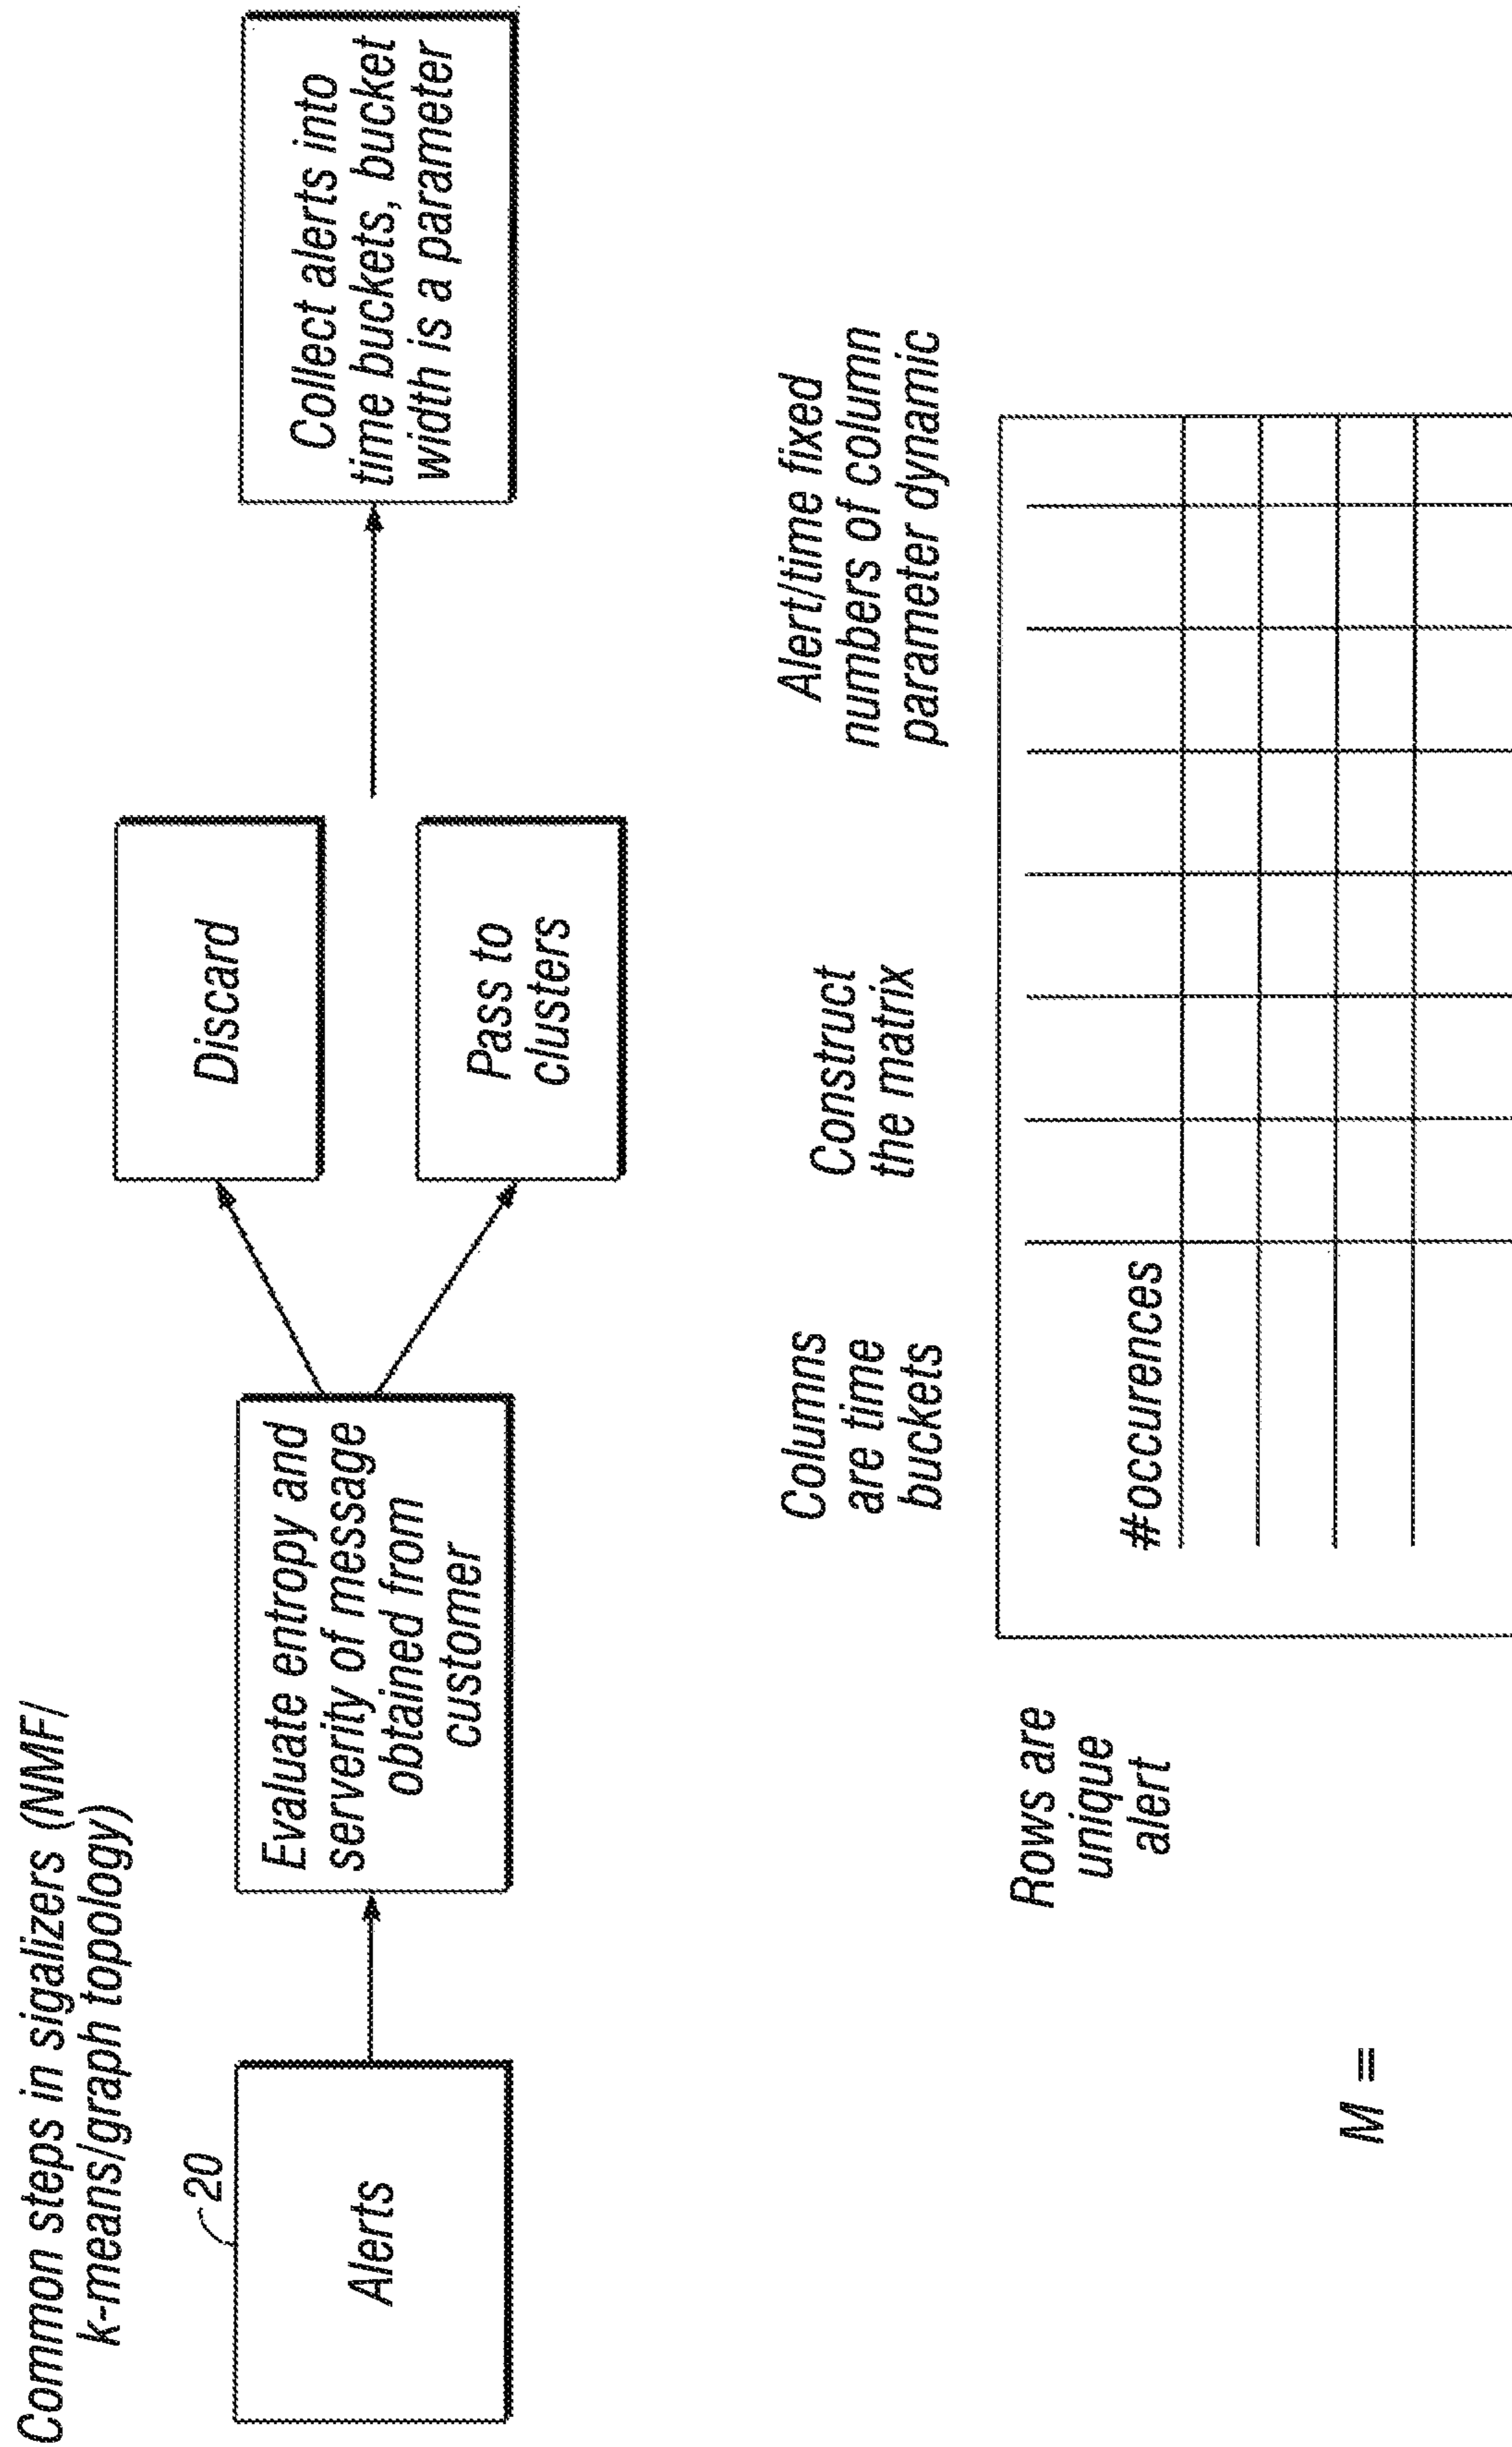 Common steps in sigalizers (NMF/
k-means/graph topology)
20
Alerts
Evaluate entropy and
serverity of message
obtained from
customer
Discard
Pass to
clusters
Collect alerts into
time buckets, bucket
width is a parameter
Columns
are time
buckets
Construct
the matrix
Alert/time fixed
numbers of column
parameter dynamic
Rows are
unique
alert
#occurences
M =